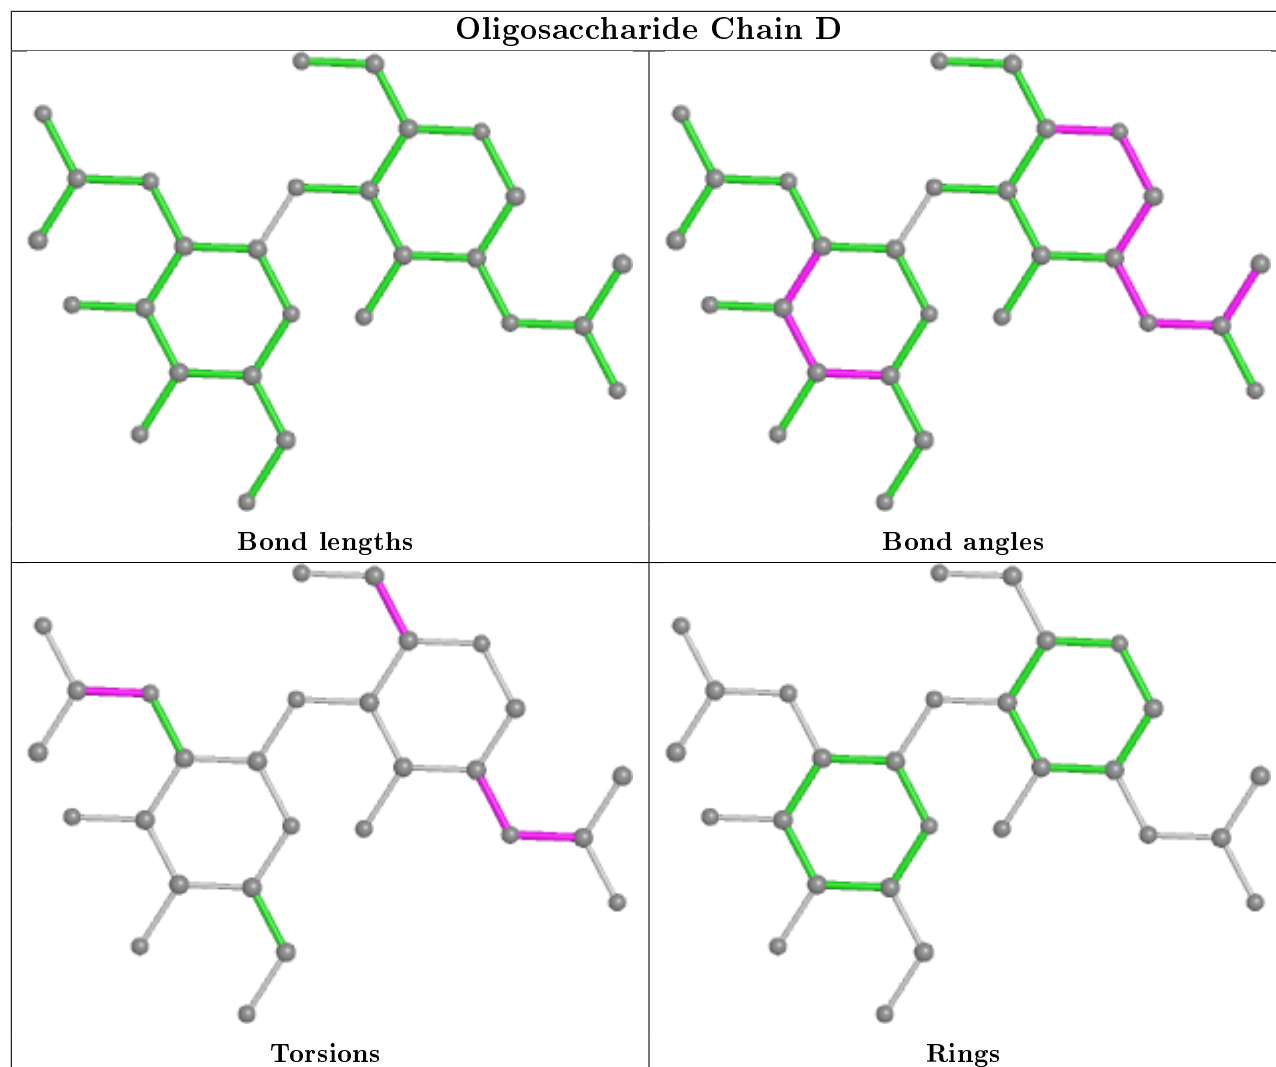 Oligosaccharide Chain D
Bond lengths
Bond angles
Torsions
Rings